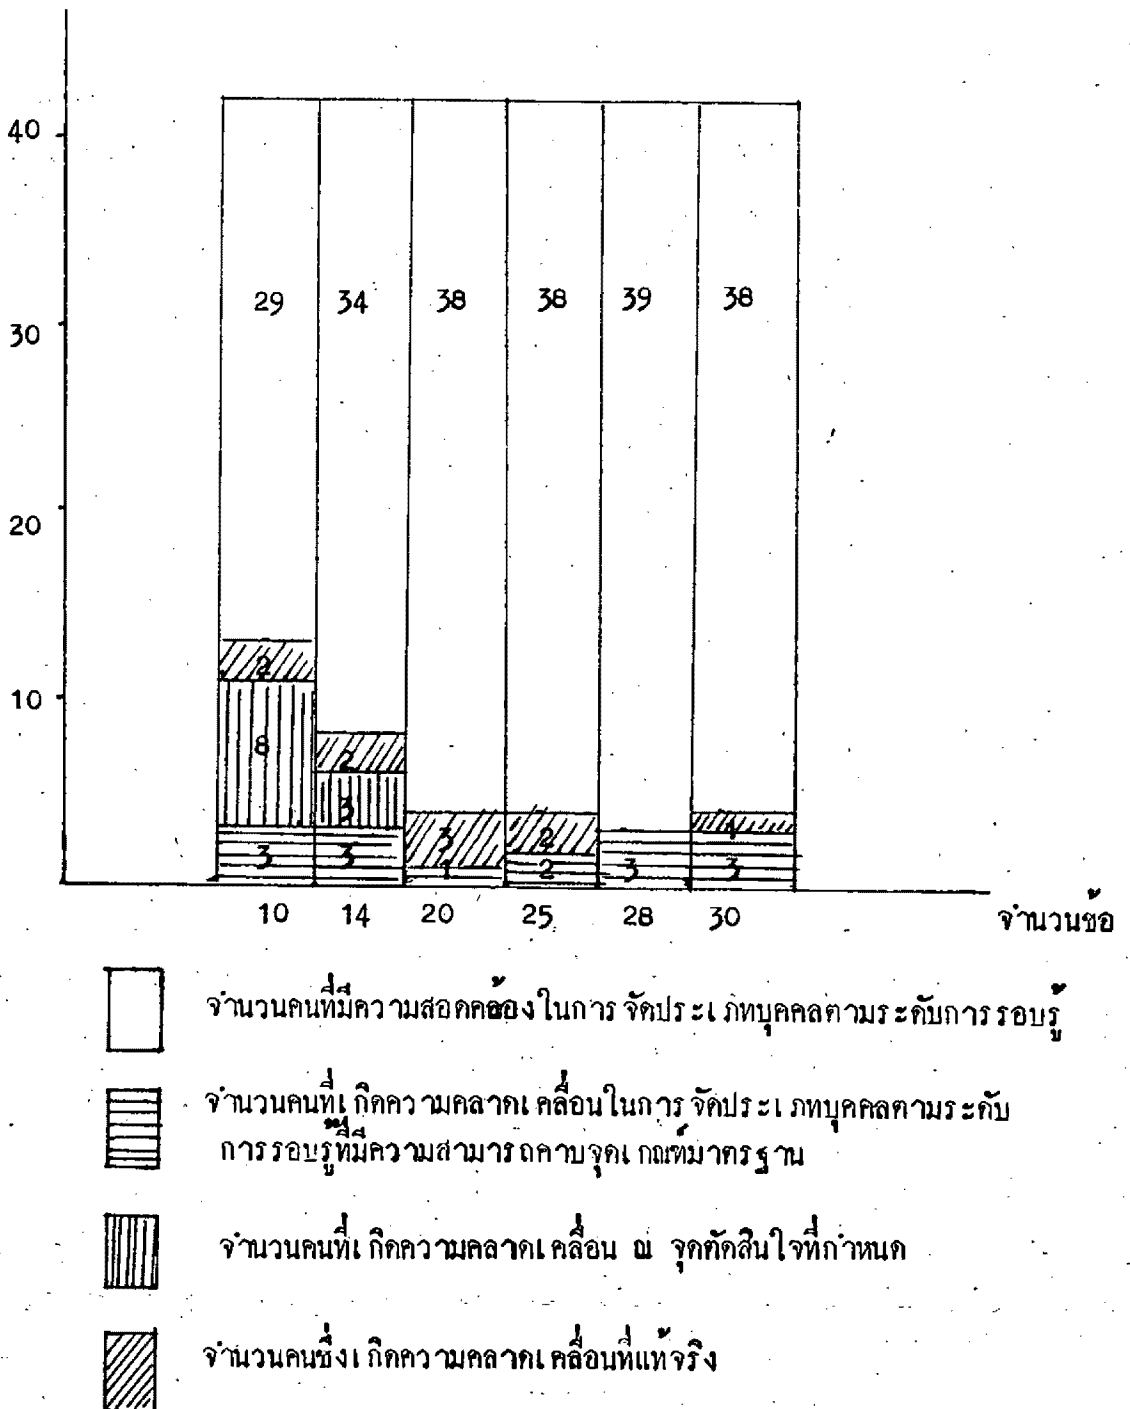 40
30
20
10
29 34 38 38 39 38
2
8
3
2
3
3
3
1
2
2
3
1
3
10 14 20 25 28 30 จำนวนข้อ
จำนวนคนที่มีความสอดคล้องในการจัดประเภทบุคคลตามระดับการรอบรู้
จำนวนคนที่เกิดความคลาดเคลื่อนในการจัดประเภทบุคคลตามระดับ
การรอบรู้ที่มีความสามารถคาบจุดเกณฑ์มาตรฐาน
จำนวนคนที่เกิดความคลาดเคลื่อน ณ จุดตัดสินใจที่กำหนด
จำนวนคนซึ่งเกิดความคลาดเคลื่อนที่แท้จริง